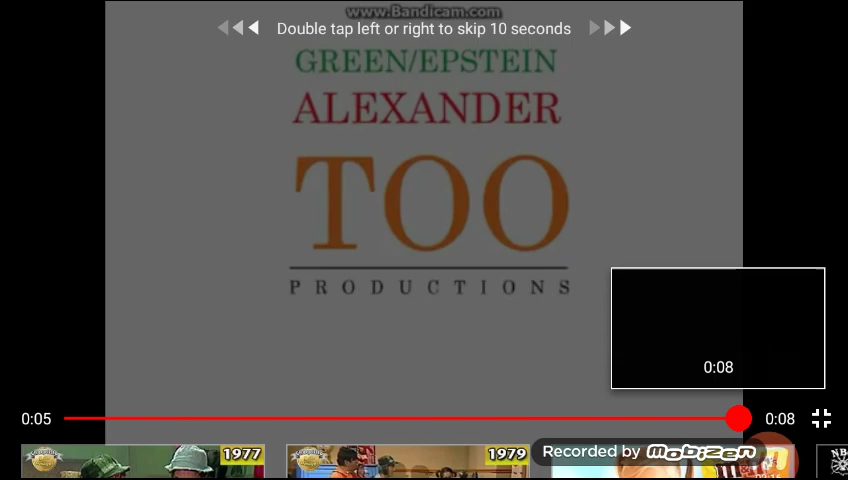 www.Bandicam.com
Double tap left or right to skip 10 seconds
GREEN/EPSTEIN
ALEXANDER
TOO
PRODUCTIONS
0:08
0:05
0:08
1977
1979
Recorded by mobizen
NB